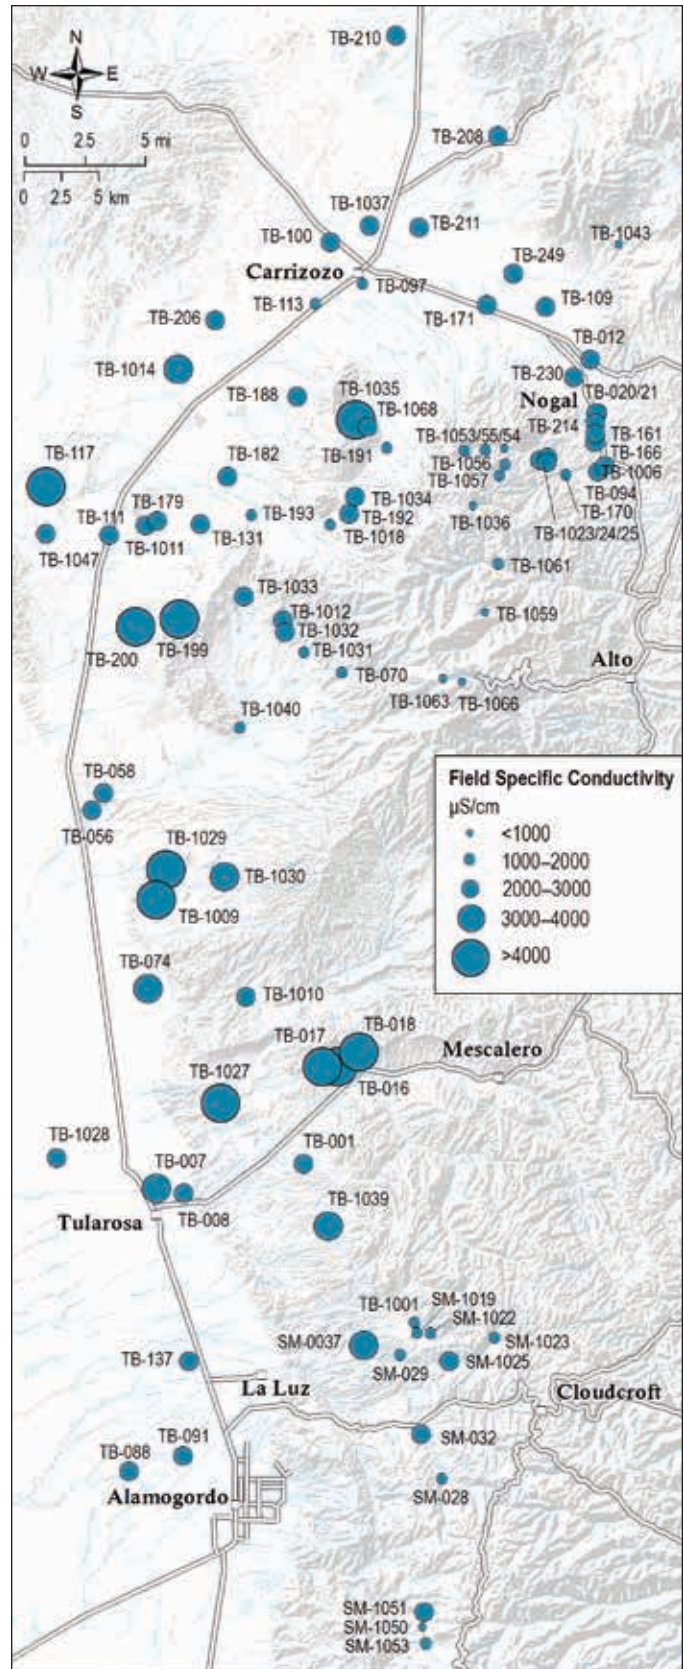 TB-210
N
W E
S
0 2.5 5 mi
0 2.5 5 km
TB-208
TB-1037
TB-211
TB-100
TB-1043
Carrizozo
TB-249
TB-097
TB-113
TB-109
TB-206
TB-171
TB-012
TB-1014
TB-230
TB-188
TB-1035
Nogal
TB-020/21
TB-1068
TB-214
TB-161
TB-117
TB-191
TB-1053/55/54
TB-166
TB-182
TB-1056
TB-1006
TB-1057
TB-094
TB-179
TB-1034
TB-170
TB-111
TB-193
TB-192
TB-1036
TB-1047
TB-1011
TB-131
TB-1018
TB-1023/24/25
TB-1061
TB-1033
TB-1012
TB-1059
TB-1032
TB-200
TB-199
TB-1031
Alto
TB-070
TB-1063
TB-1066
TB-1040
TB-058
Field Specific Conductivity
µS/cm
<1000
1000–2000
2000–3000
3000–4000
>4000
TB-056
TB-1029
TB-1030
TB-1009
TB-074
TB-1010
TB-018
TB-017
Mescalero
TB-1027
TB-016
TB-1028
TB-001
TB-007
TB-008
Tularosa
TB-1039
SM-1019
TB-1001
SM-1022
SM-0037
SM-1023
SM-029
SM-1025
TB-137
La Luz
Cloudcroft
SM-032
TB-091
TB-088
SM-028
Alamogordo
SM-1051
SM-1050
SM-1053